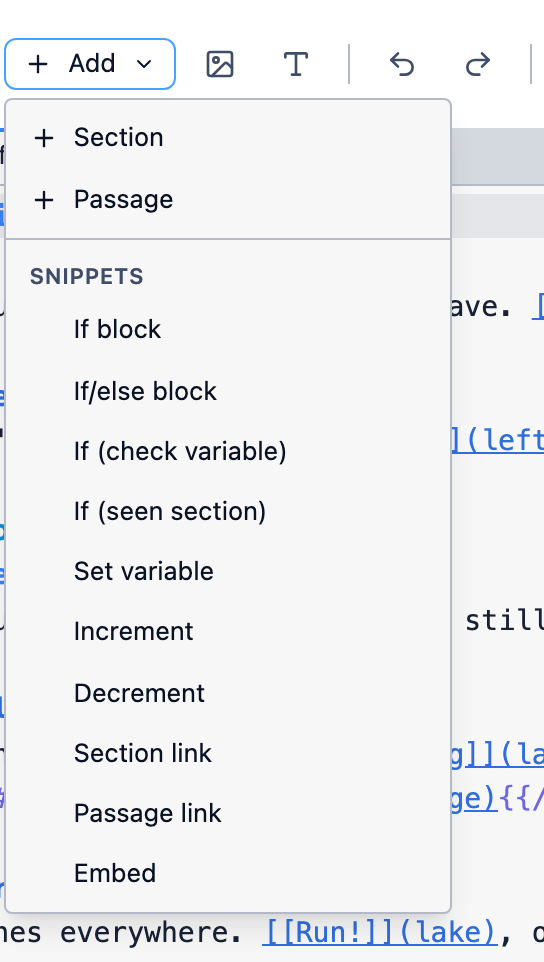 Add
Section
Passage
SNIPPETS
ave. [
If block
If/else block
](left
If (check variable)
If (seen section)
Set variable
still
Increment
Decrement
Section link
g]](la
ge){{/
Passage link
Embed
nes everywhere. [[Run!]](lake), o